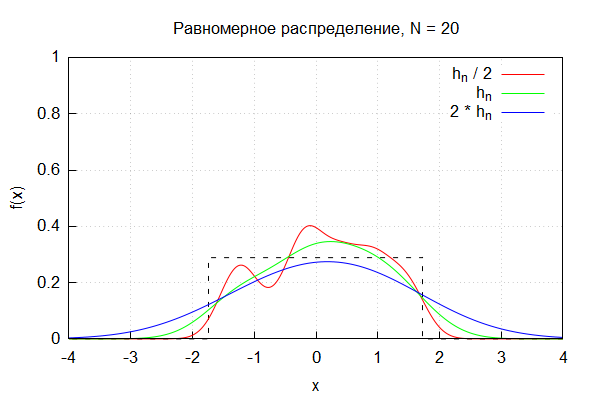 Равномерное распределение, N = 20
1
0.8
0.6
0.4
0.2
0
f(x)
hn / 2
hn
2 * hn
-4 -3 -2 -1 0 1 2 3 4
x